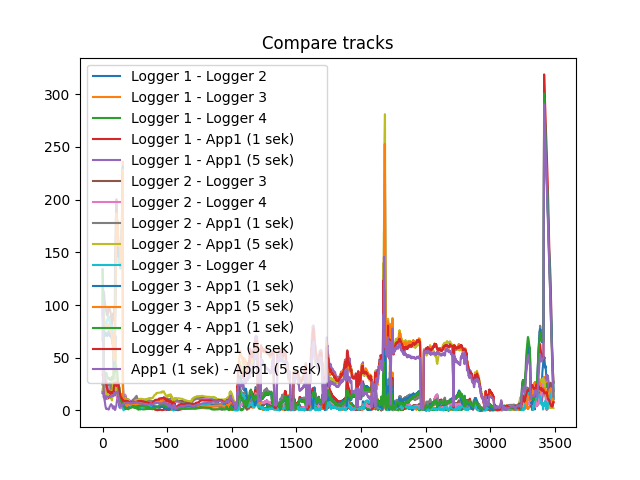 Compare tracks
300
250
200
150
100
50
0
Logger 1 - Logger 2
Logger 1 - Logger 3
Logger 1 - Logger 4
Logger 1 - App1 (1 sek)
Logger 1 - App1 (5 sek)
Logger 2 - Logger 3
Logger 2 - Logger 4
Logger 2 - App1 (1 sek)
Logger 2 - App1 (5 sek)
Logger 3 - Logger 4
Logger 3 - App1 (1 sek)
Logger 3 - App1 (5 sek)
Logger 4 - App1 (1 sek)
Logger 4 - App1 (5 sek)
App1 (1 sek) - App1 (5 sek)
0 500 1000 1500 2000 2500 3000 3500